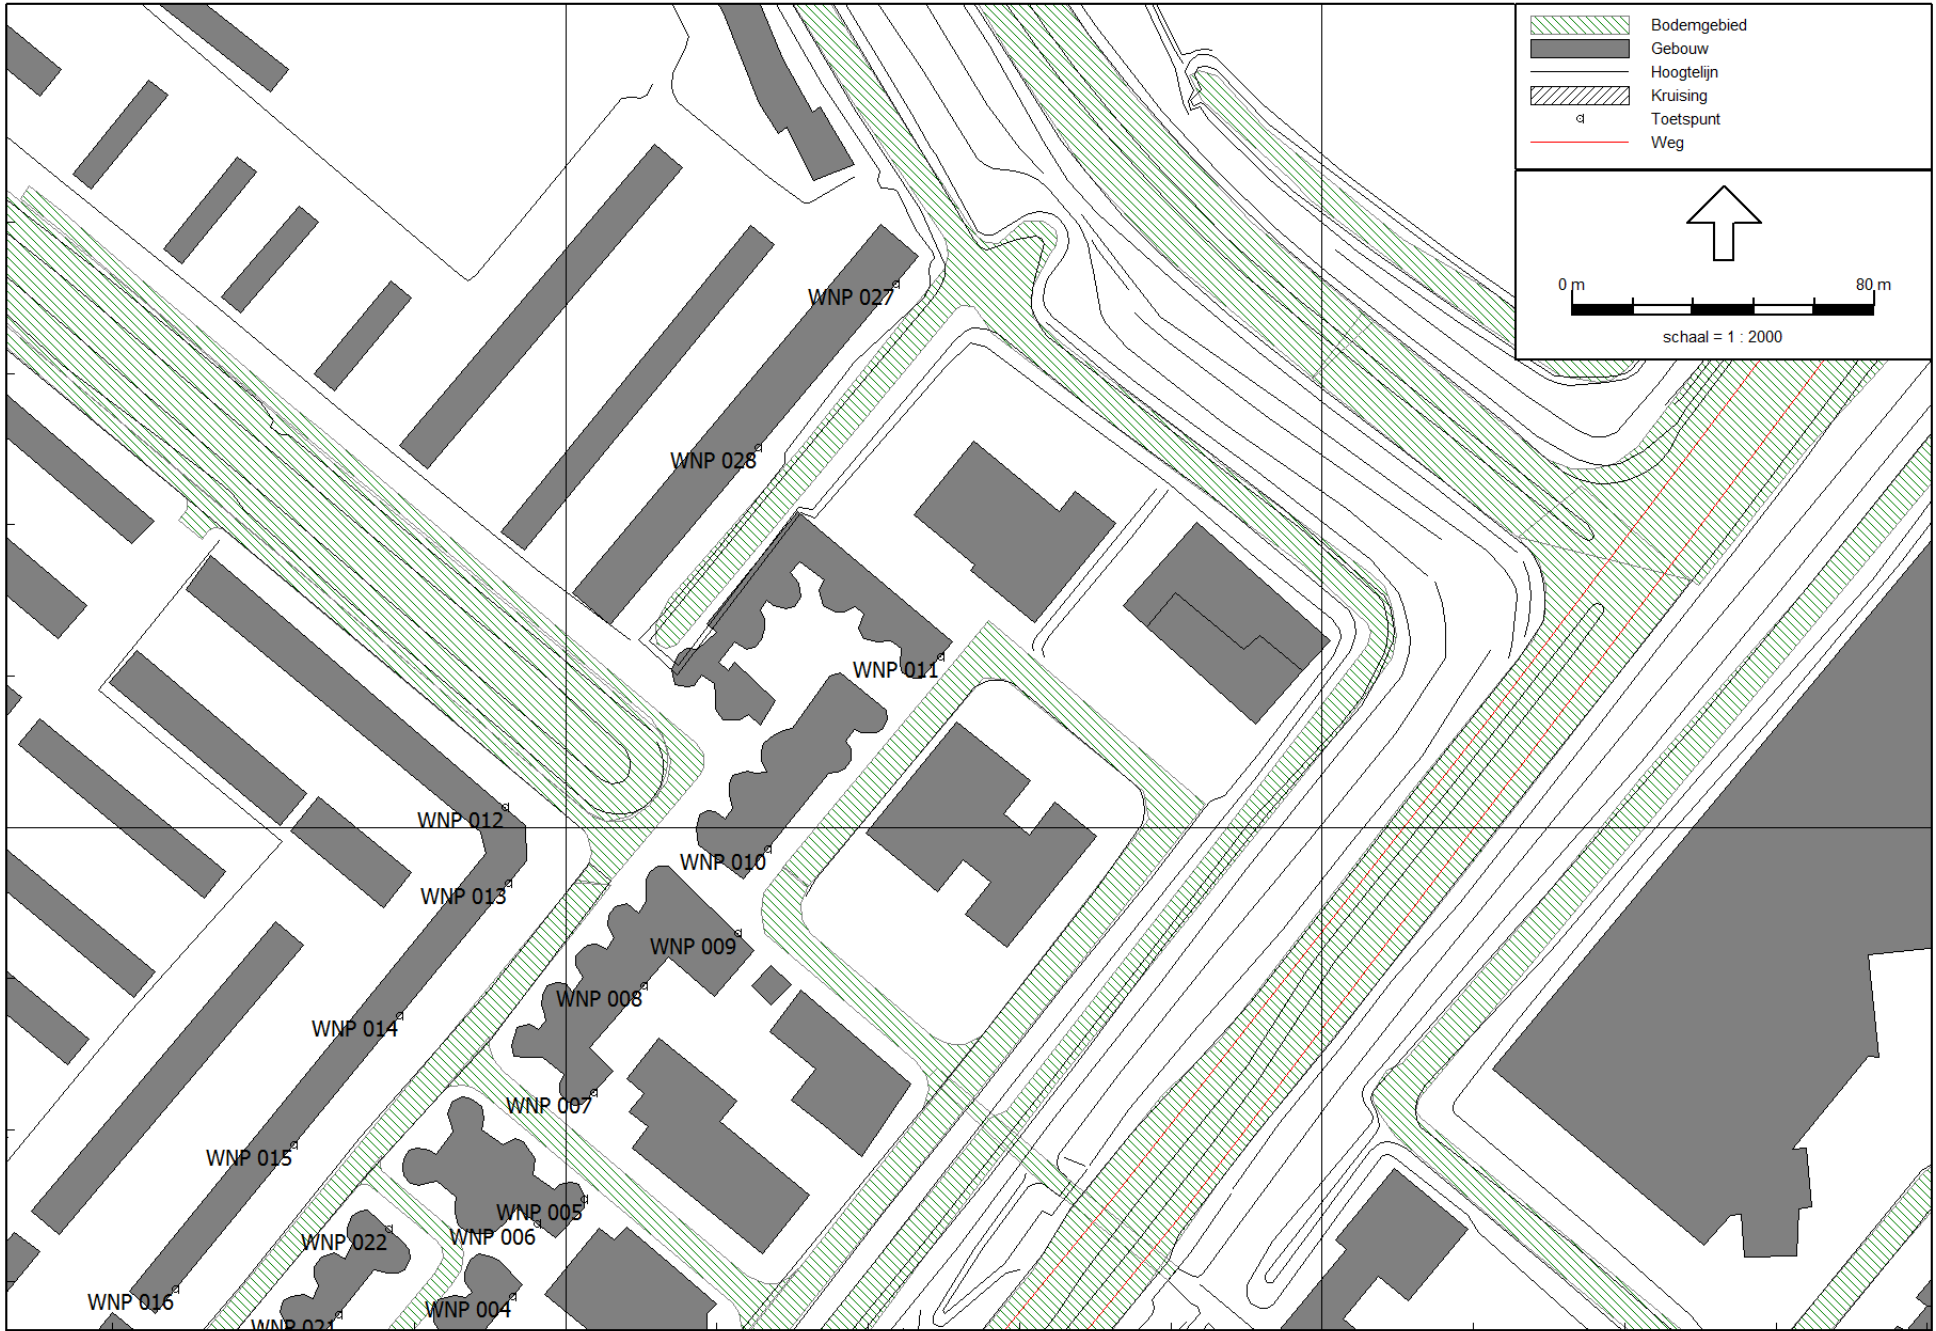 Bodemgebied
Gebouw
Hoogtelijn
Kruising
Toetspunt
Weg
0 m 80 m
schaal = 1 : 2000
WNP 027
WNP 028
WNP 011
WNP 012
WNP 010
WNP 013
WNP 009
WNP 008
WNP 014
WNP 007
WNP 015
WNP 005
WNP 006
WNP 022
WNP 016
WNP 004
WNP 021